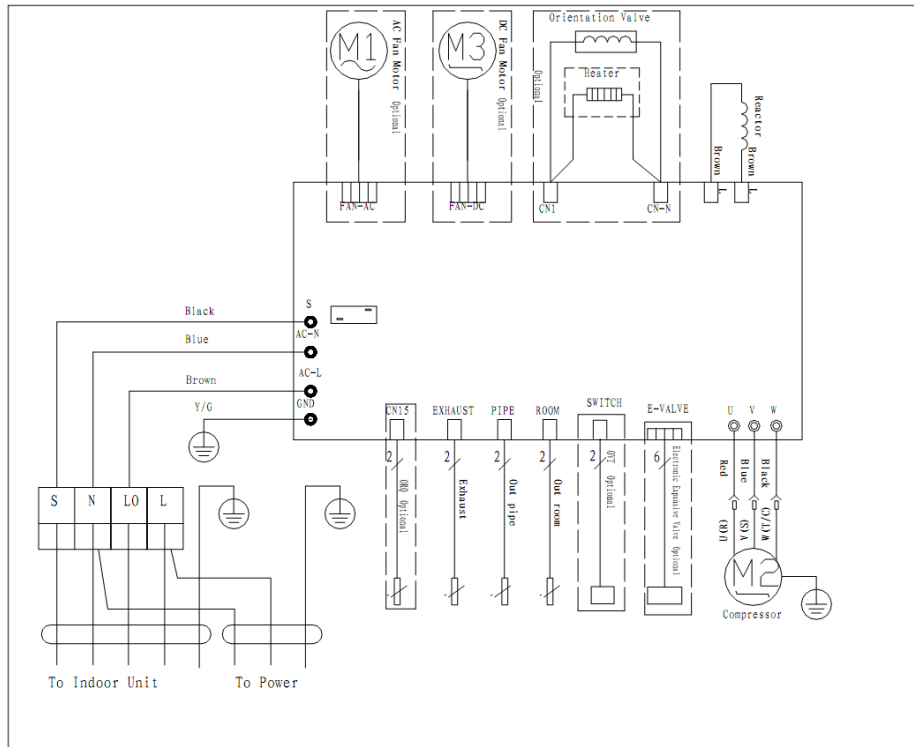 Orientation Valve
M1
AC Fan Motor Optional
M3
DC Fan Motor Optional
Optional
Heater
Reactor
Brown
Brown
FAN-AC
FAN-DC
CN1
CN-N
S
Black
AC-N
Blue
AC-L
Brown
GND
Y/G
CN15
EXHAUST
PIPE
ROOM
SWITCH
E-VALVE
U
V
W
2
2
2
2
2
6
ORQ Optional
Exhaust
Out pipe
Out room
OVT Optional
Electronic Expansive Valve Optional
Red
Blue
Black
U(R)
V(S)
W(T/C)
M2
Compressor
S N LO L
To Indoor Unit
To Power